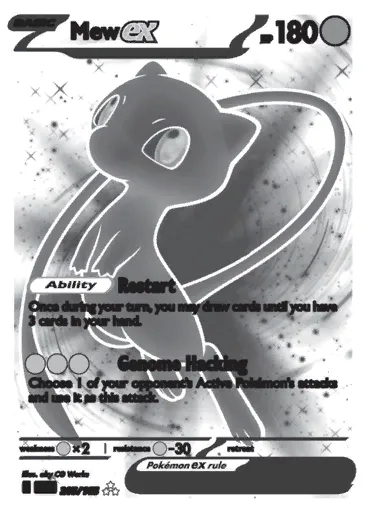 BASIC Mew ex HP 180
Ability Restart
Once during your turn, you may draw cards until you have
3 cards in your hand.
Genome Hacking
Choose 1 of your opponent's Active Pokémon's attacks
and use it as this attack.
weakness ×2 resistance -30 retreat
Pokémon ex rule
Illus. aky CG Works